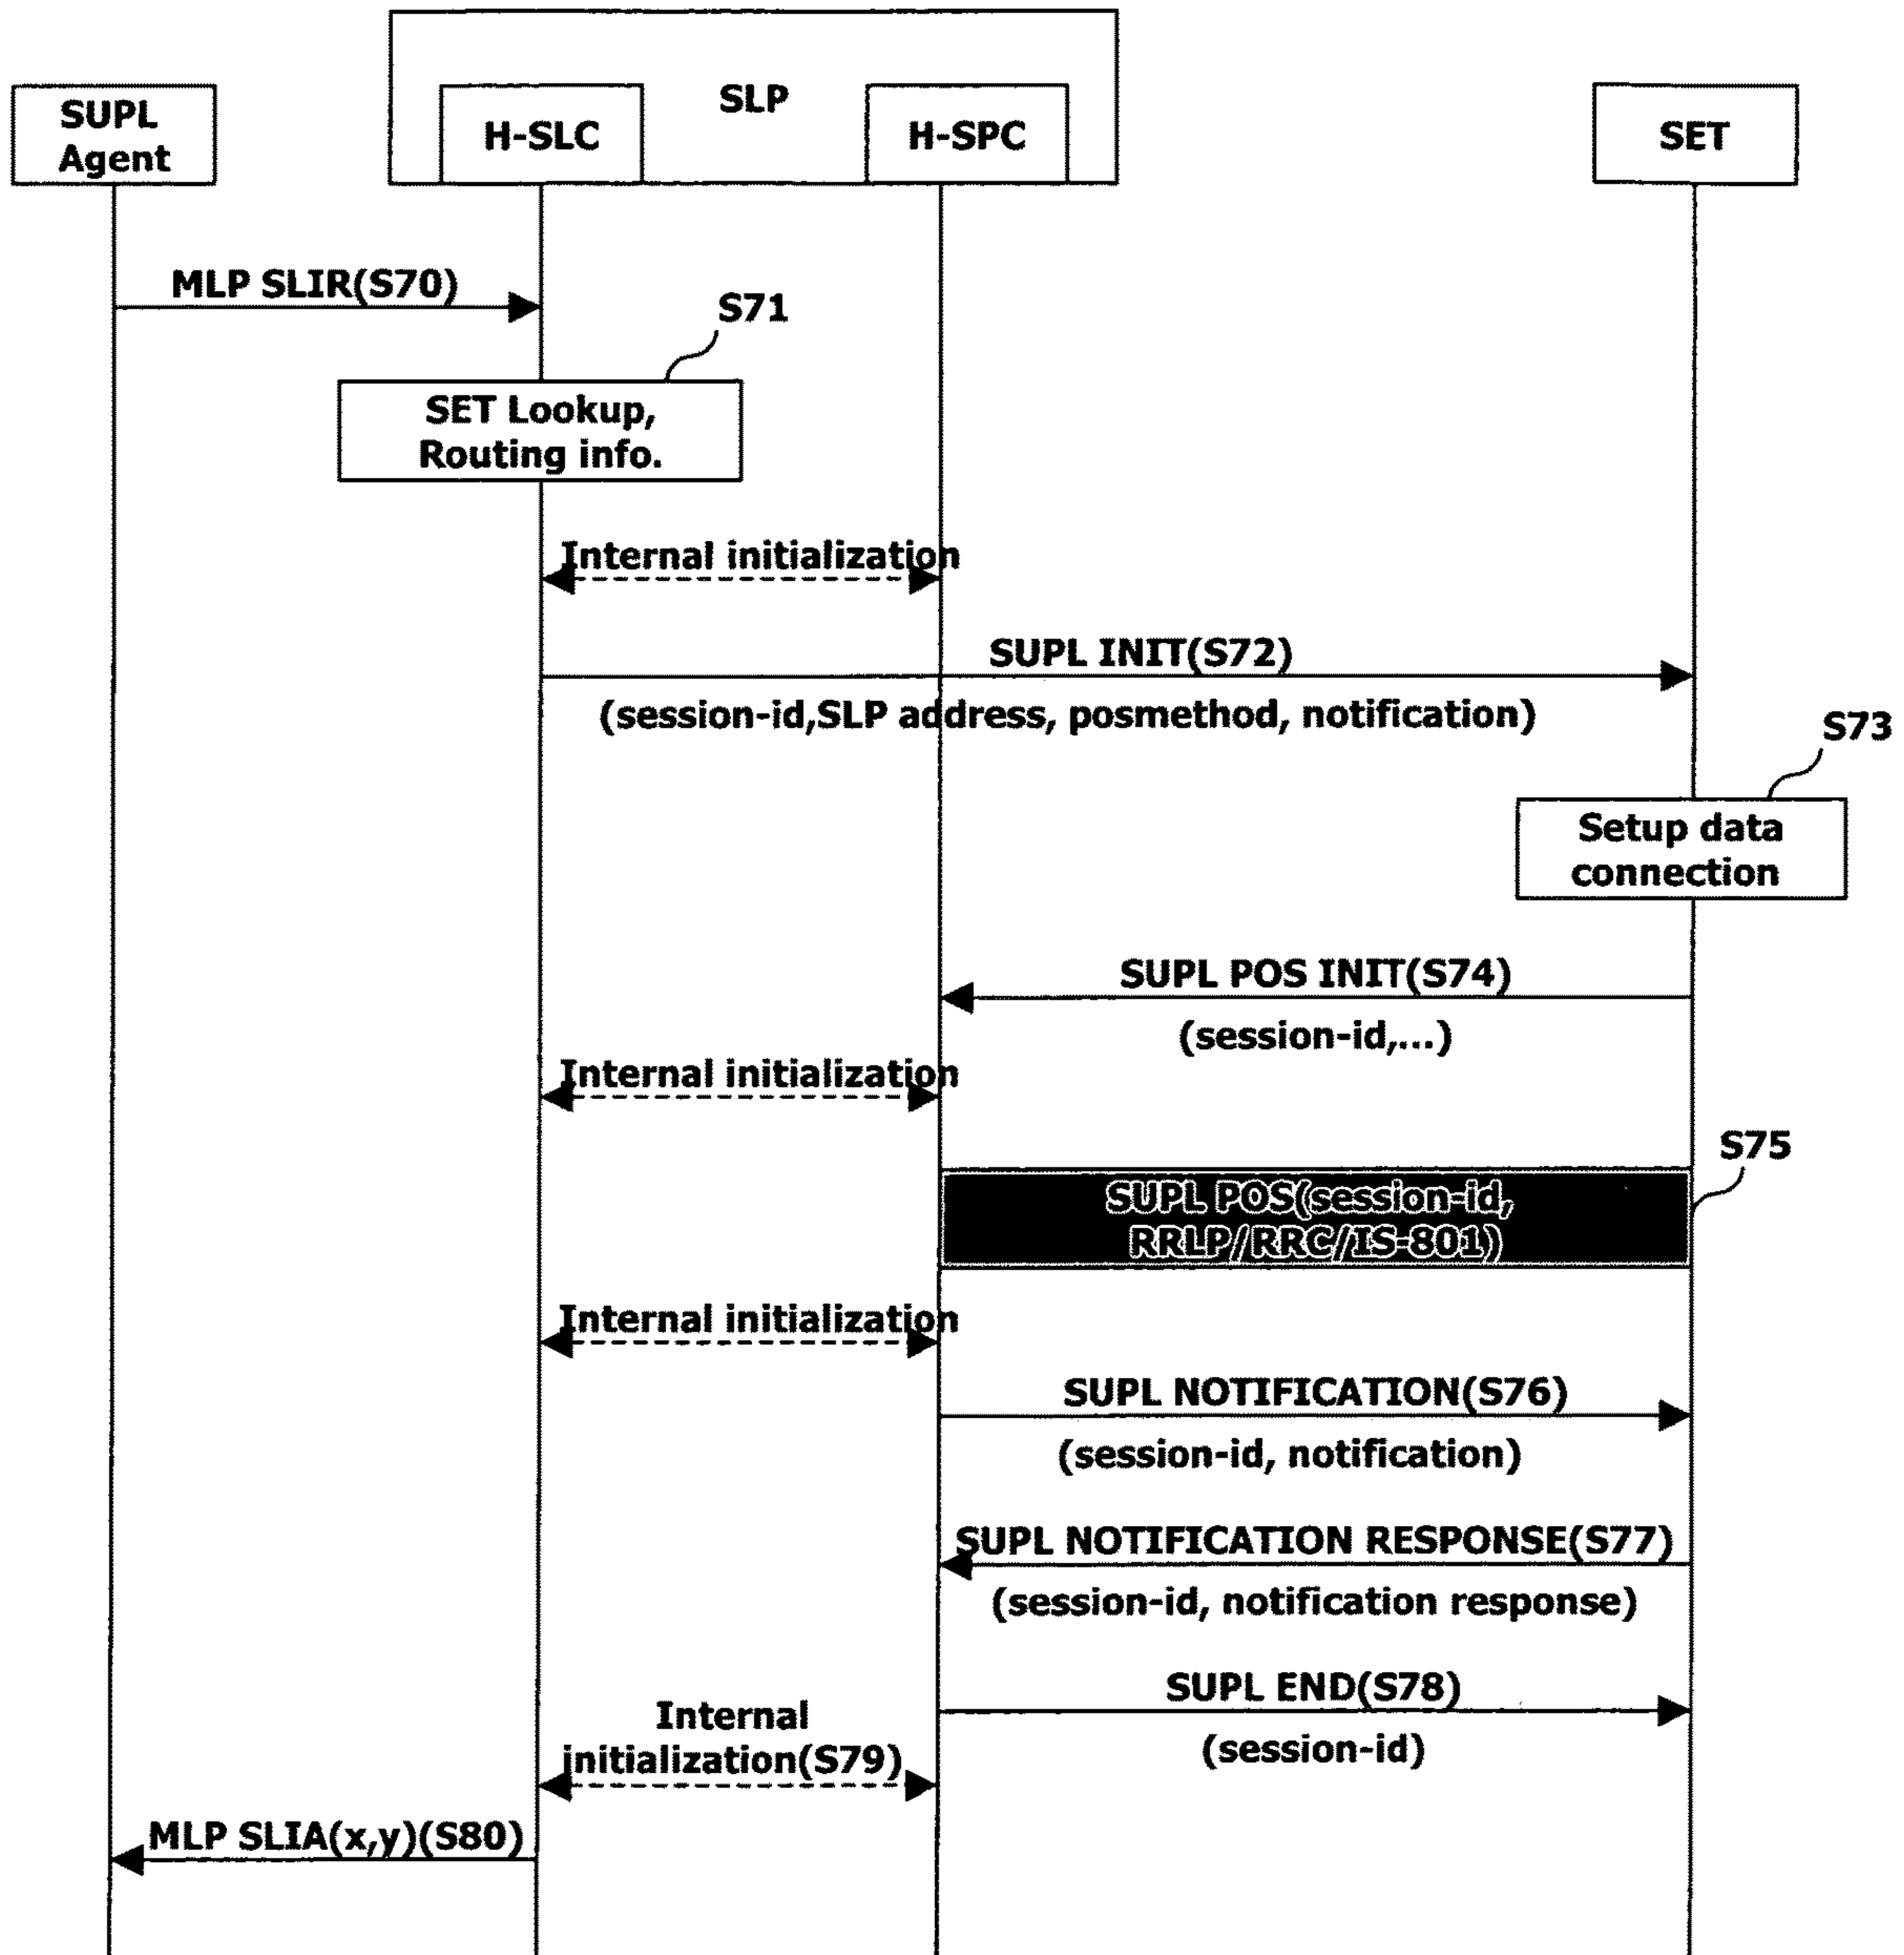 SLP
SUPL
Agent
H-SLC
H-SPC
SET
MLP SLIR(S70)
S71
SET Lookup,
Routing info.
Internal initialization
SUPL INIT(S72)
(session-id,SLP address, posmethod, notification)
S73
Setup data
connection
SUPL POS INIT(S74)
(session-id,...)
Internal initialization
S75
SUPL POS(session-id,
RRLP/RRC/IS-801)
Internal initialization
SUPL NOTIFICATION(S76)
(session-id, notification)
SUPL NOTIFICATION RESPONSE(S77)
(session-id, notification response)
SUPL END(S78)
(session-id)
Internal
initialization(S79)
MLP SLIA(x,y)(S80)